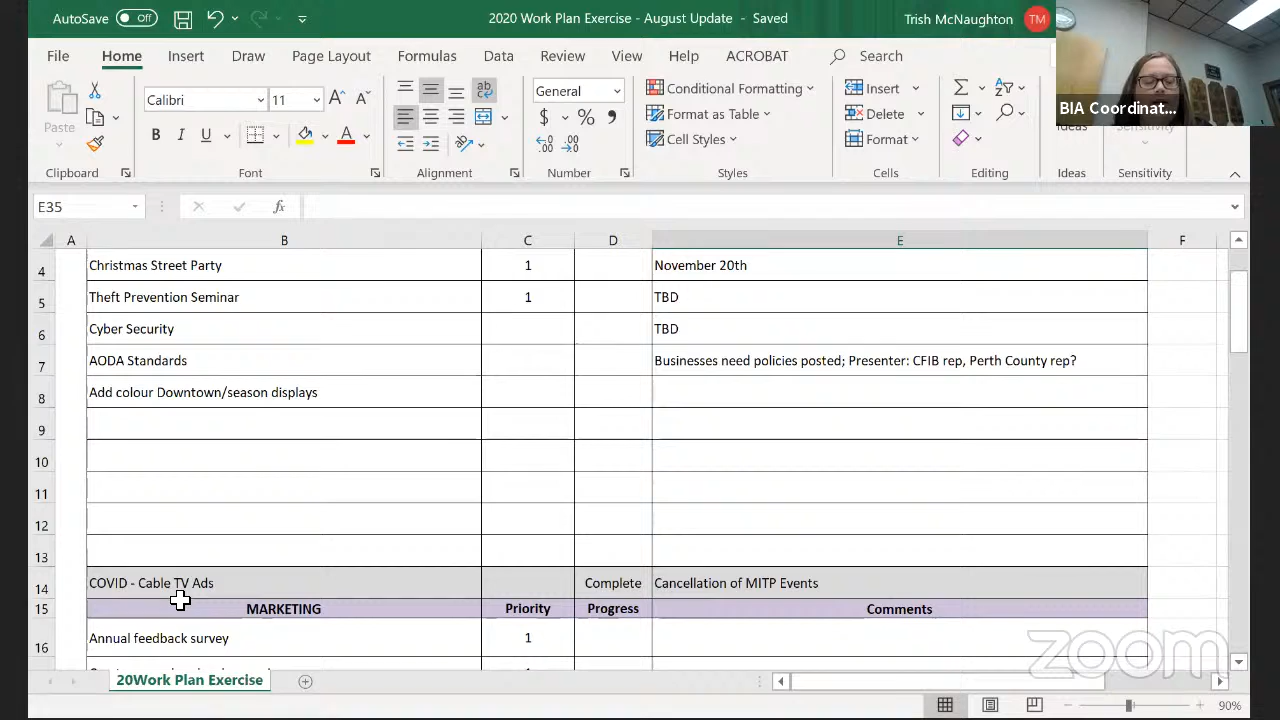 AutoSave Off 2020 Work Plan Exercise - August Update - Saved Trish McNaughton TM
File Home Insert Draw Page Layout Formulas Data Review View Help ACROBAT Search
BIA Coordinat...
Paste Calibri 11 A A General Conditional Formatting Insert
B I U A $ % , Format as Table Delete
Cell Styles Format Ideas Sensitivity
Clipboard Font Alignment Number Styles Cells Editing Ideas Sensitivity
E35 fx
A B C D E F
4 Christmas Street Party 1 November 20th
5 Theft Prevention Seminar 1 TBD
6 Cyber Security TBD
7 AODA Standards Businesses need policies posted; Presenter: CFIB rep, Perth County rep?
8 Add colour Downtown/season displays
9
10
11
12
13
14 COVID - Cable TV Ads Complete Cancellation of MITP Events
15 MARKETING Priority Progress Comments
16 Annual feedback survey 1
zoom
20Work Plan Exercise
90%